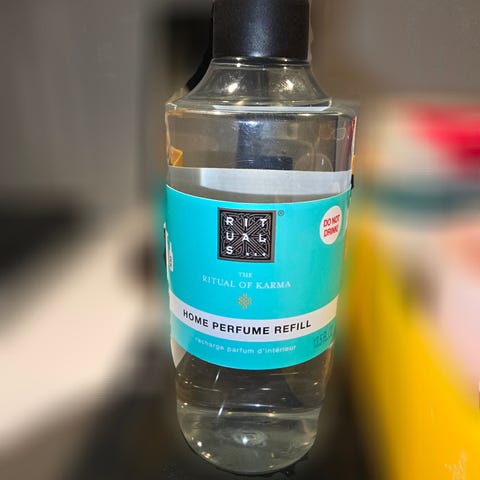 RIT
UAL
S...
®
DO NOT
DRINK!
THE
RITUAL OF KARMA
HOME PERFUME REFILL
recharge parfum d'intérieur